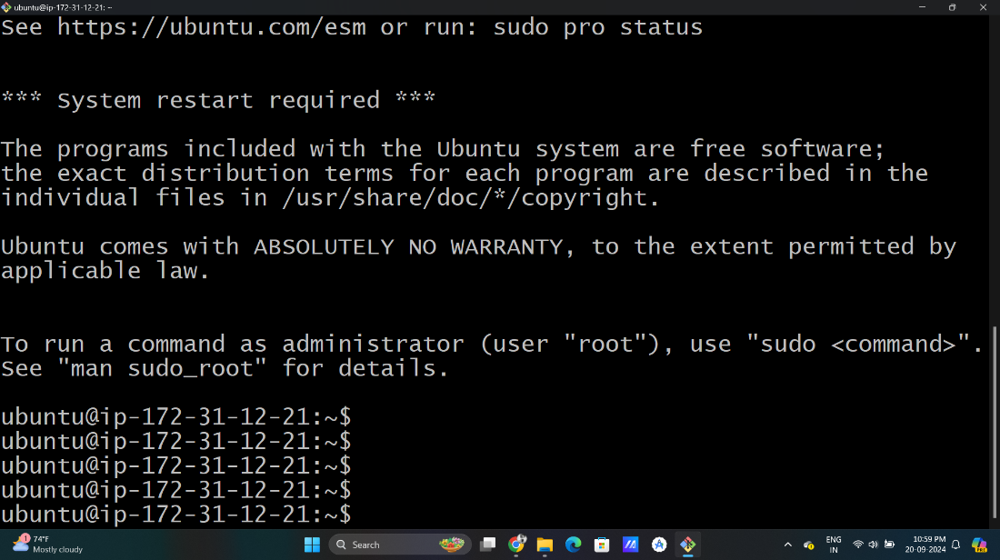 ubuntu@ip-172-31-12-21: ~
See https://ubuntu.com/esm or run: sudo pro status
*** System restart required ***
The programs included with the Ubuntu system are free software;
the exact distribution terms for each program are described in the
individual files in /usr/share/doc/*/copyright.
Ubuntu comes with ABSOLUTELY NO WARRANTY, to the extent permitted by
applicable law.
To run a command as administrator (user "root"), use "sudo <command>".
See "man sudo_root" for details.
ubuntu@ip-172-31-12-21:~$
ubuntu@ip-172-31-12-21:~$
ubuntu@ip-172-31-12-21:~$
ubuntu@ip-172-31-12-21:~$
ubuntu@ip-172-31-12-21:~$
1
74°F
Mostly cloudy
Search
ENG
IN
10:59 PM
20-09-2024